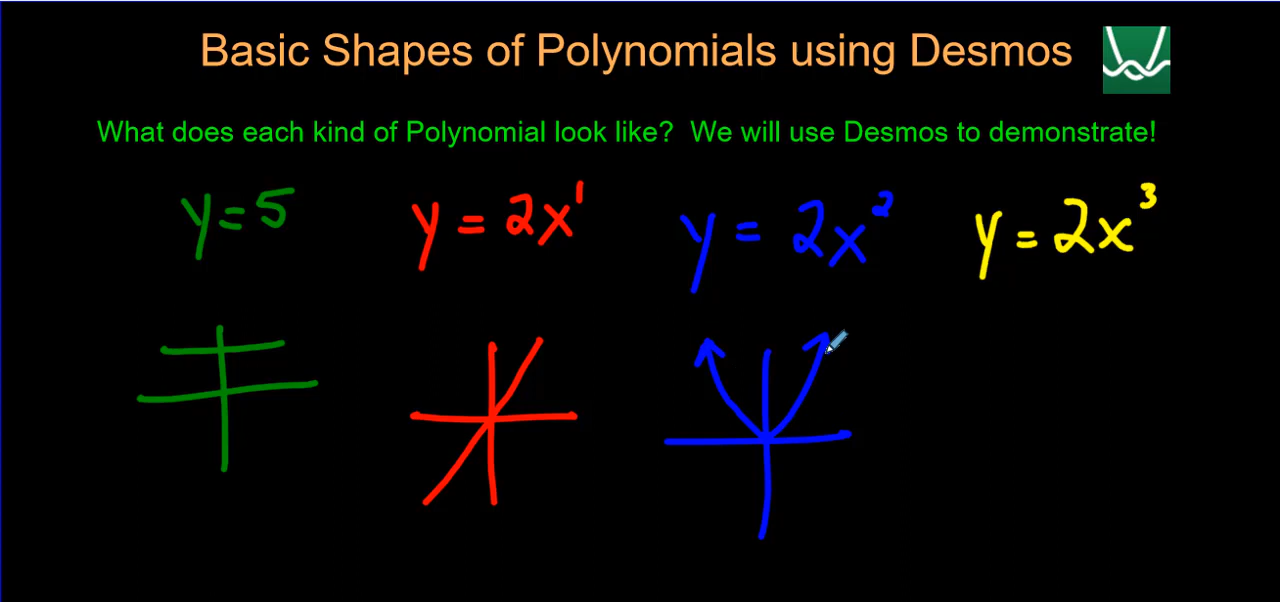 Basic Shapes of Polynomials using Desmos
What does each kind of Polynomial look like? We will use Desmos to demonstrate!
y = 5 y = 2x¹ y = 2x² y = 2x³